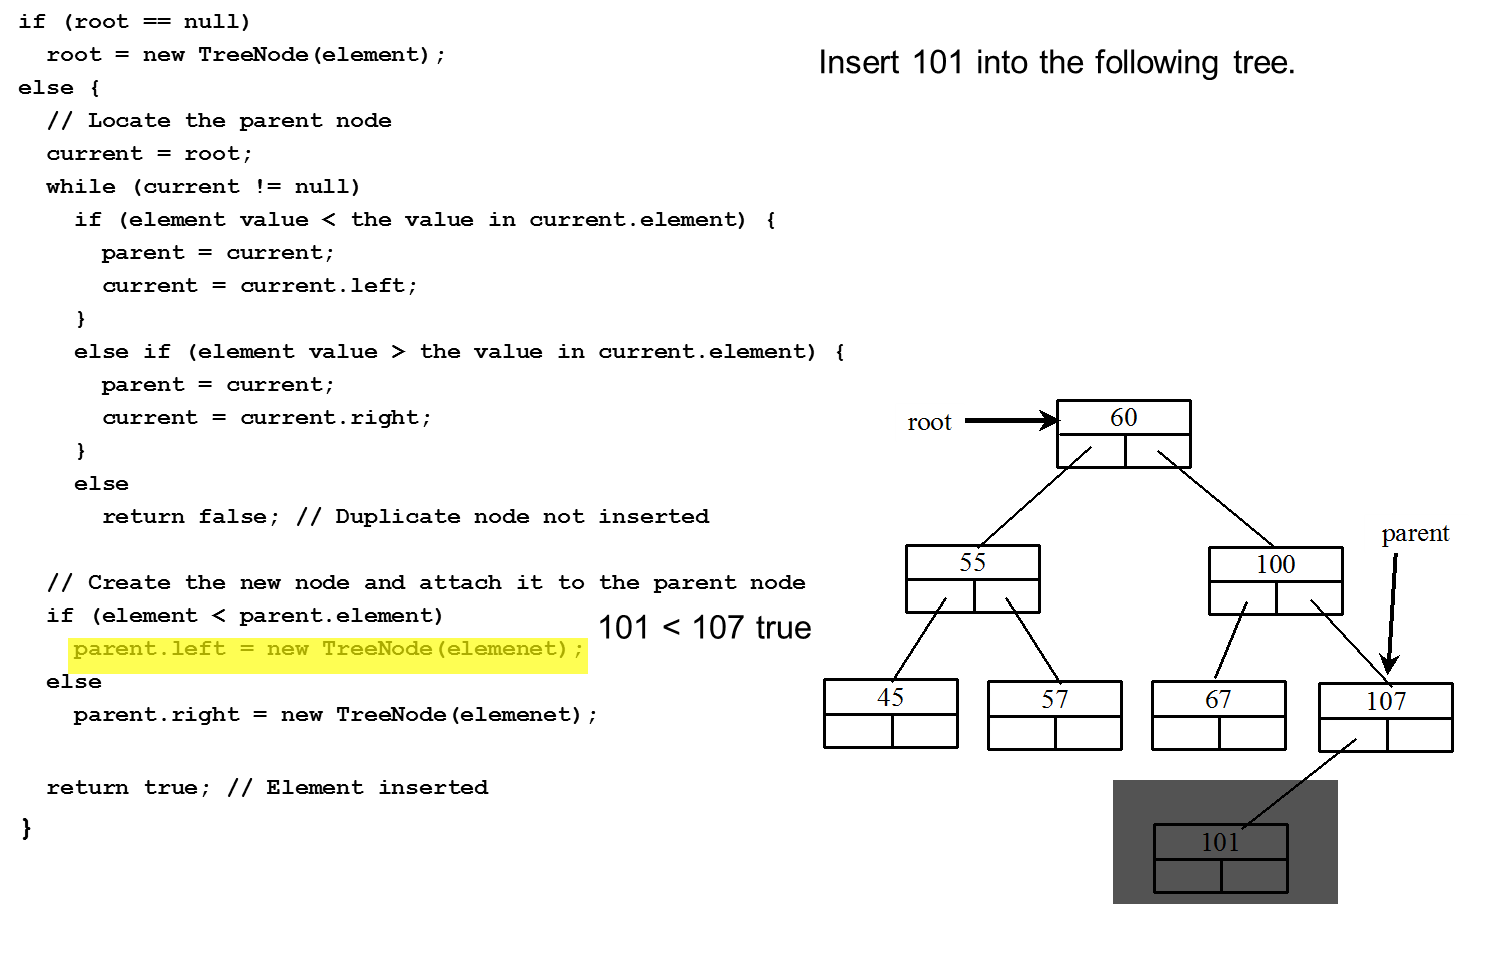 if (root == null)
root = new TreeNode(element);
else {
// Locate the parent node
current = root;
while (current != null)
if (element value < the value in current.element) {
parent = current;
current = current.left;
}
else if (element value > the value in current.element) {
parent = current;
current = current.right;
}
else
return false; // Duplicate node not inserted
// Create the new node and attach it to the parent node
if (element < parent.element)
parent.left = new TreeNode(elemenet);
else
parent.right = new TreeNode(elemenet);
return true; // Element inserted
}
Insert 101 into the following tree.
101 < 107 true
root
60
parent
55
100
45
57
67
107
101